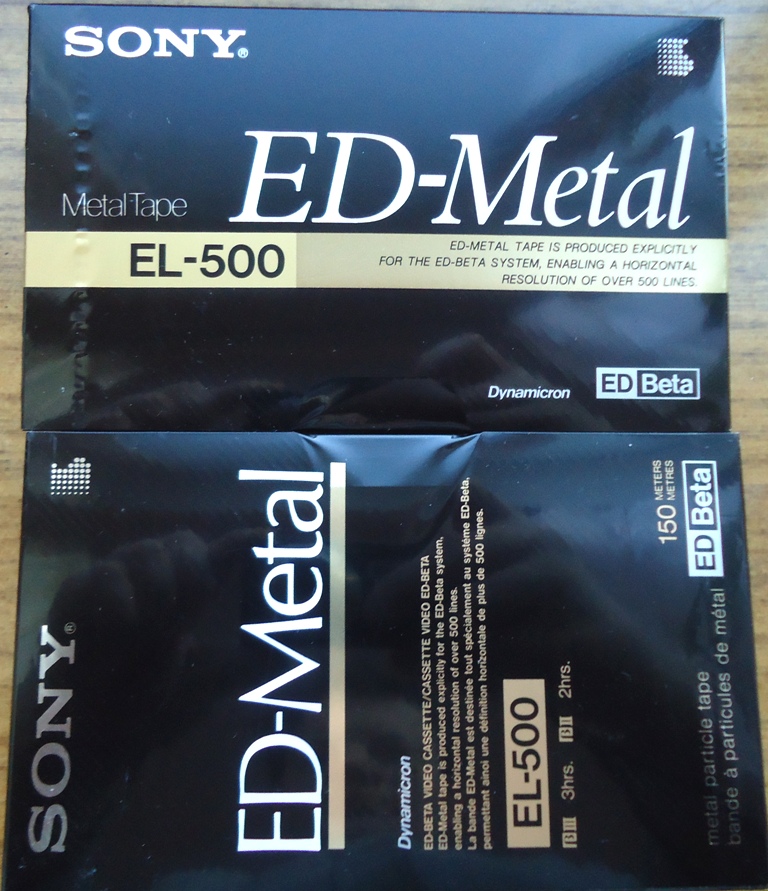 SONY®
ED-Metal
Metal Tape
EL-500
ED-METAL TAPE IS PRODUCED EXPLICITLY
FOR THE ED-BETA SYSTEM, ENABLING A HORIZONTAL
RESOLUTION OF OVER 500 LINES.
Dynamicron
ED Beta
SONY®
ED-Metal
Dynamicron
ED-BETA VIDEO CASSETTE/CASSETTE VIDEO ED-BETA
ED-Metal tape is produced explicitly for the ED-Beta system,
enabling a horizontal resolution of over 500 lines.
La bande ED-Metal est destinée tout spécialement au système ED-Beta,
permettant ainoi une définition horizontale de plus de 500 lignes.
EL-500
βIII 3hrs. βII 2hrs.
150 METERS
METRES
ED Beta
metal particle tape
bande à particules de métal